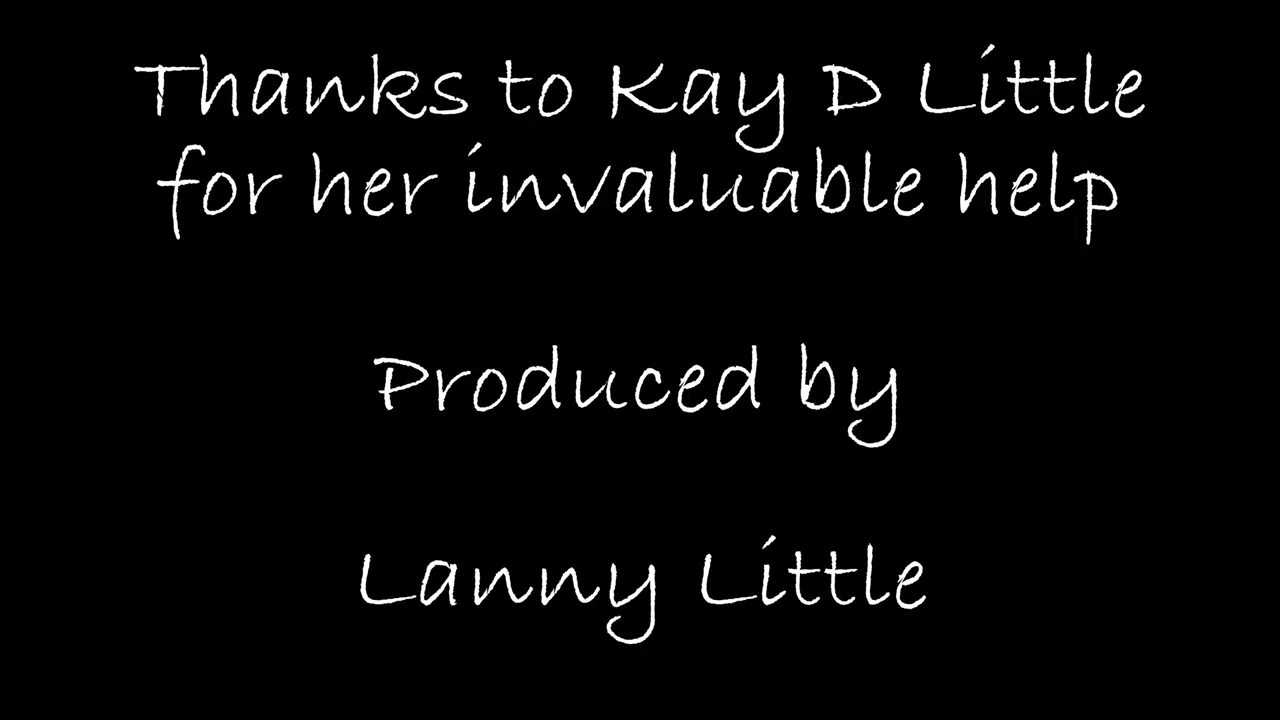 Thanks to Kay D Little
for her invaluable help
Produced by
Lanny Little